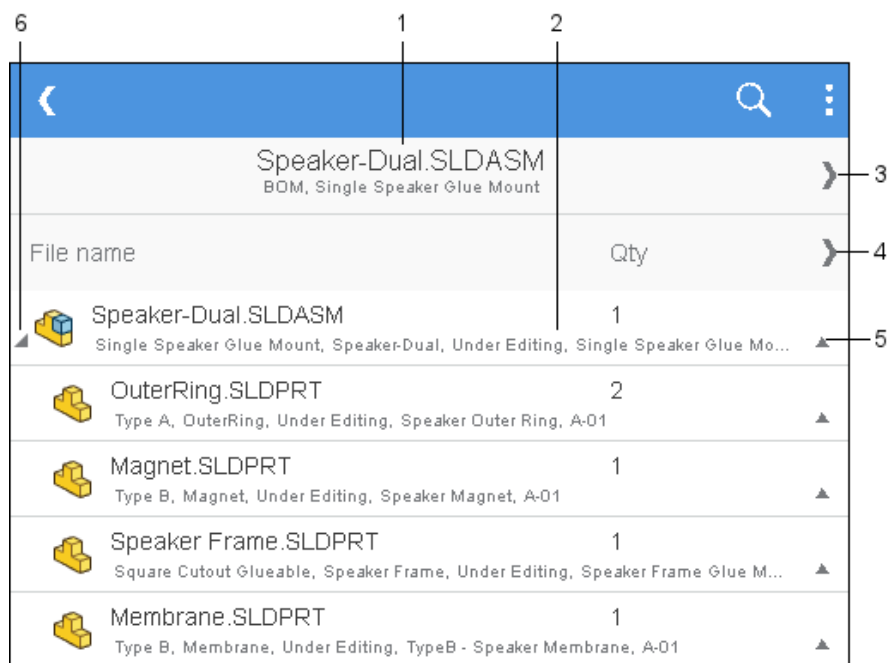 6 1 2
Speaker-Dual.SLDASM
BOM, Single Speaker Glue Mount
3
File name Qty
4
Speaker-Dual.SLDASM 1
Single Speaker Glue Mount, Speaker-Dual, Under Editing, Single Speaker Glue Mo...
5
OuterRing.SLDPRT 2
Type A, OuterRing, Under Editing, Speaker Outer Ring, A-01
Magnet.SLDPRT 1
Type B, Magnet, Under Editing, Speaker Magnet, A-01
Speaker Frame.SLDPRT 1
Square Cutout Glueable, Speaker Frame, Under Editing, Speaker Frame Glue M...
Membrane.SLDPRT 1
Type B, Membrane, Under Editing, TypeB - Speaker Membrane, A-01